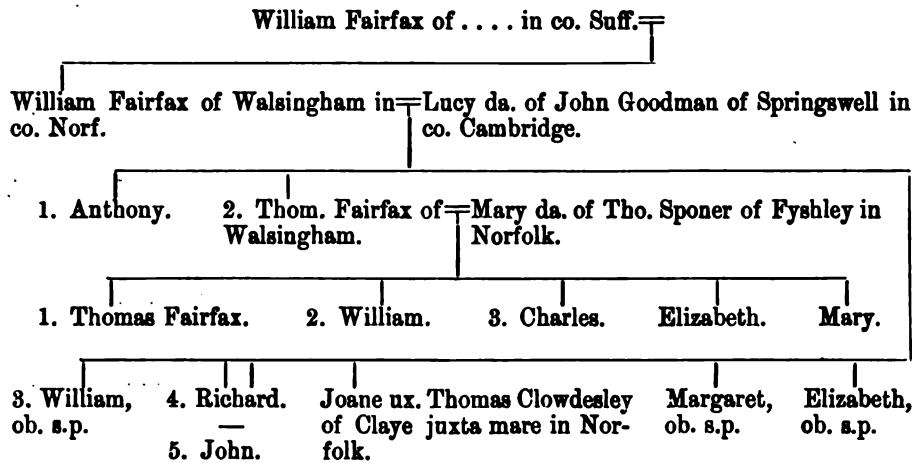 William Fairfax of .... in co. Suff.
William Fairfax of Walsingham in co. Norf.
Lucy da. of John Goodman of Springswell in co. Cambridge.
1. Anthony.
2. Thom. Fairfax of Walsingham.
Mary da. of Tho. Sponer of Fyshley in Norfolk.
1. Thomas Fairfax. 2. William. 3. Charles. Elizabeth. Mary.
3. William, ob. s.p.
4. Richard.
—
5. John.
Joane ux. Thomas Clowdesley of Claye juxta mare in Nor-
folk.
Margaret, ob. s.p.
Elizabeth, ob. s.p.